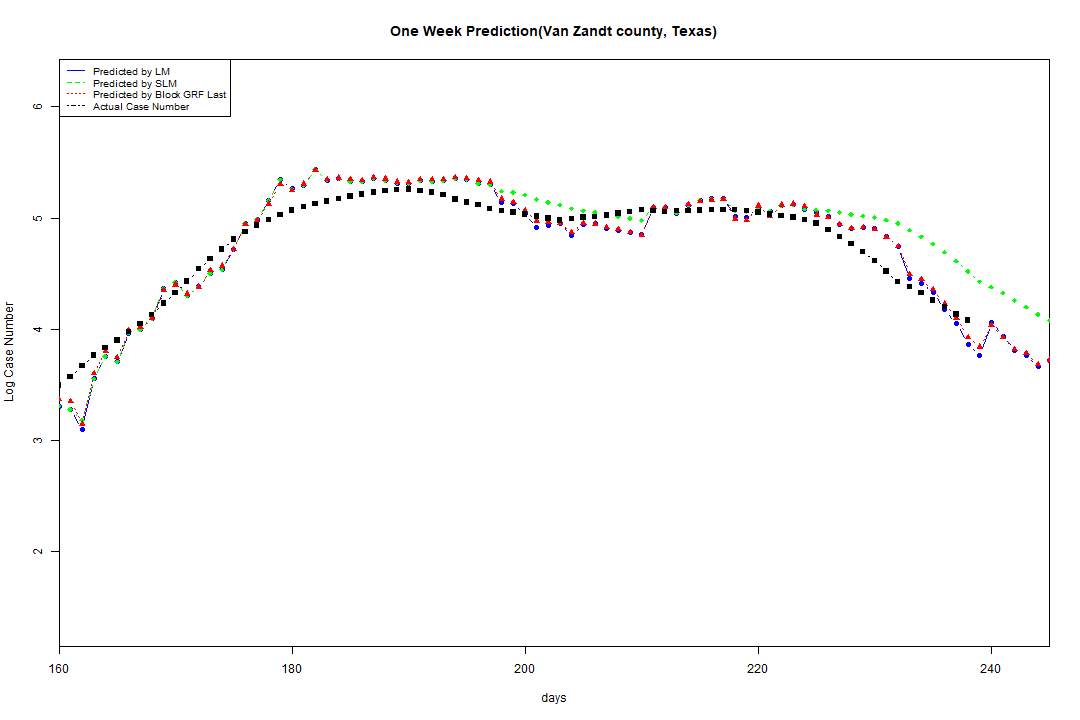 One Week Prediction(Van Zandt county, Texas)
Predicted by LM
Predicted by SLM
Predicted by Block GRF Last
Actual Case Number
6
5
4
3
2
Log Case Number
160 180 200 220 240
days